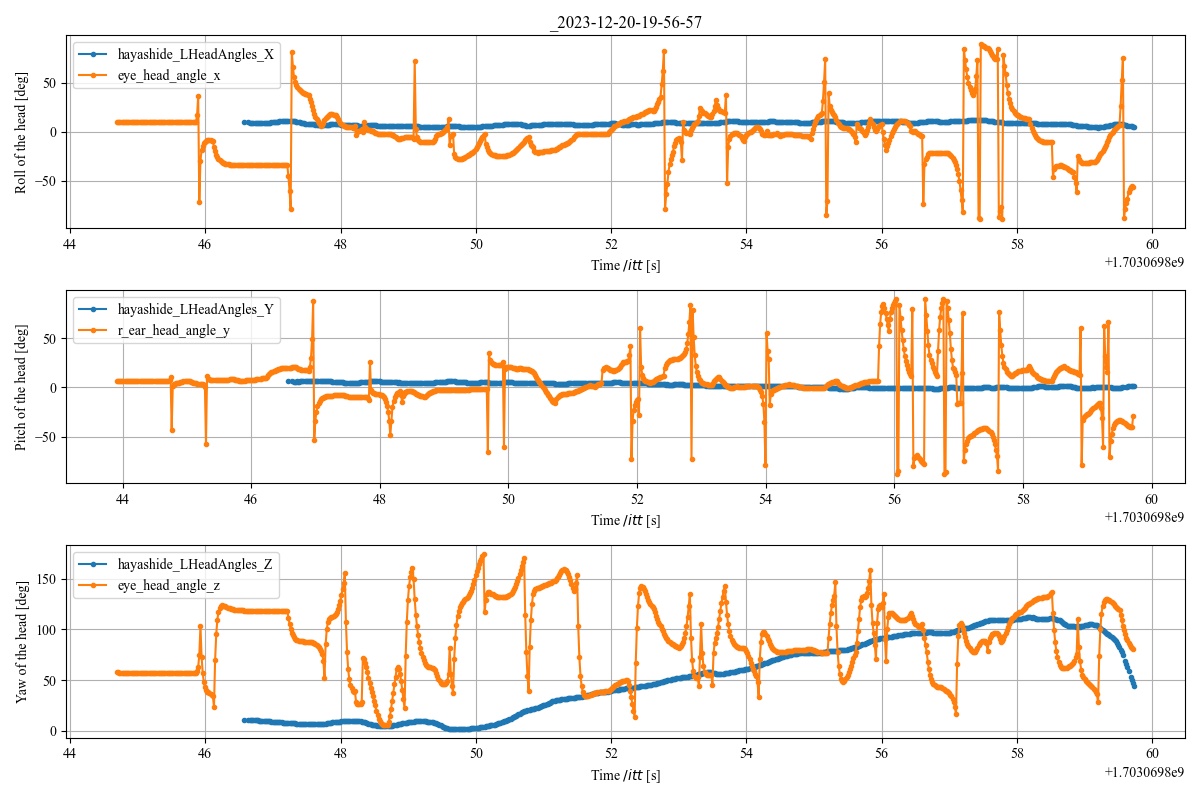 _2023-12-20-19-56-57
hayashide_LHeadAngles_X
eye_head_angle_x
Roll of the head [deg]
50
0
−50
44 46 48 50 52 54 56 58 60
Time /itt [s]
+1.7030698e9
hayashide_LHeadAngles_Y
r_ear_head_angle_y
Pitch of the head [deg]
50
0
−50
44 46 48 50 52 54 56 58 60
Time /itt [s]
+1.7030698e9
hayashide_LHeadAngles_Z
eye_head_angle_z
Yaw of the head [deg]
150
100
50
0
44 46 48 50 52 54 56 58 60
Time /itt [s]
+1.7030698e9